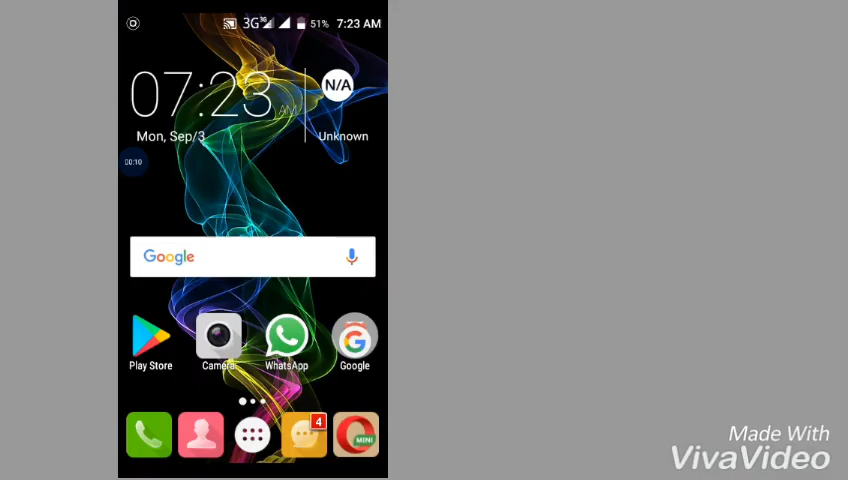 3G 3G 51% 7:23 AM
07:23 AM
N/A
Mon, Sep/3
Unknown
00:10
Google
Play Store
Camera
WhatsApp
Google
4
MINI
Made With
VivaVideo